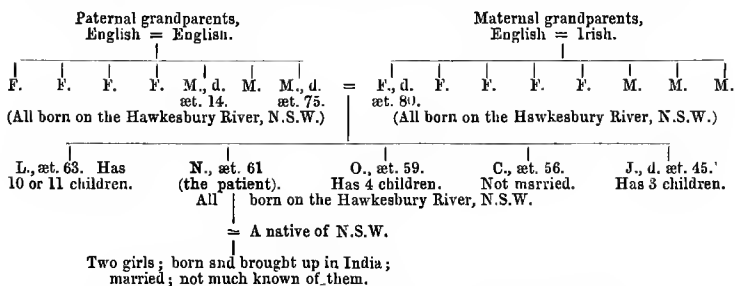 Paternal grandparents, Maternal grandparents,
English = English. English = Irish.
F. F. F. F. M., d. M. M., d. = F., d. F. F. F. F. M. M. M.
æt. 14. æt. 75. æt. 80.
(All born on the Hawkesbury River, N.S.W.) (All born on the Hawkesbury River, N.S.W.)
L., æt. 63. Has N., æt. 61 O., æt. 59. C., æt. 56. J., d. æt. 45.
10 or 11 children. (the patient). Has 4 children. Not married. Has 3 children.
All born on the Hawkesbury River, N.S.W.
= A native of N.S.W.
Two girls; born and brought up in India;
married; not much known of them.